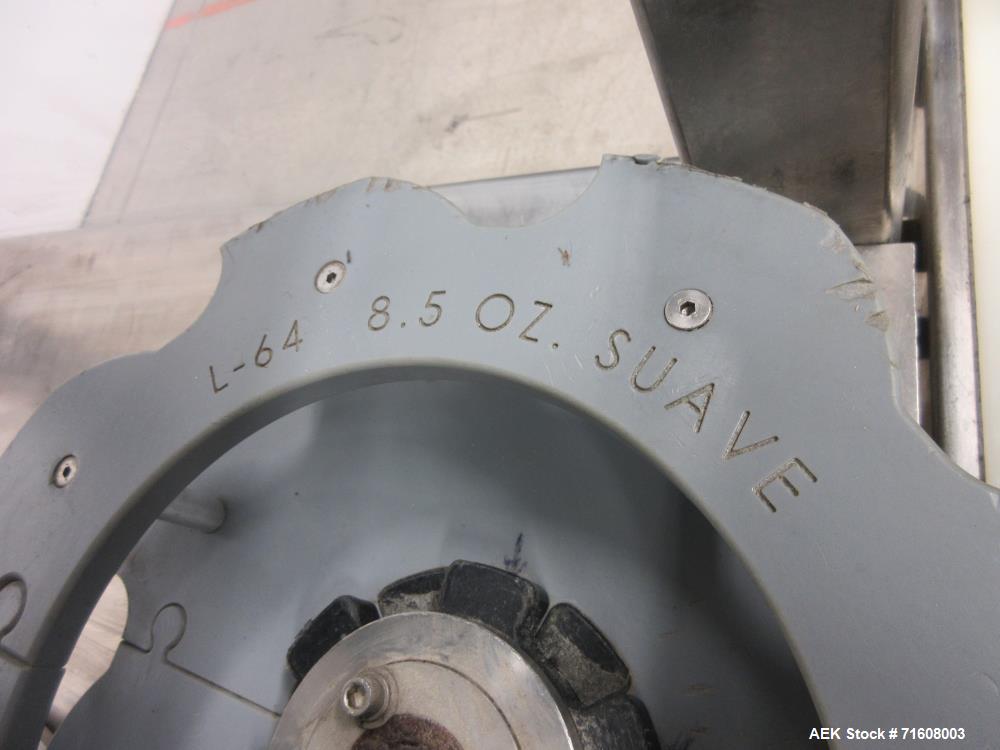 L-64 8.5 OZ. SUAVE
AEK Stock #71608003